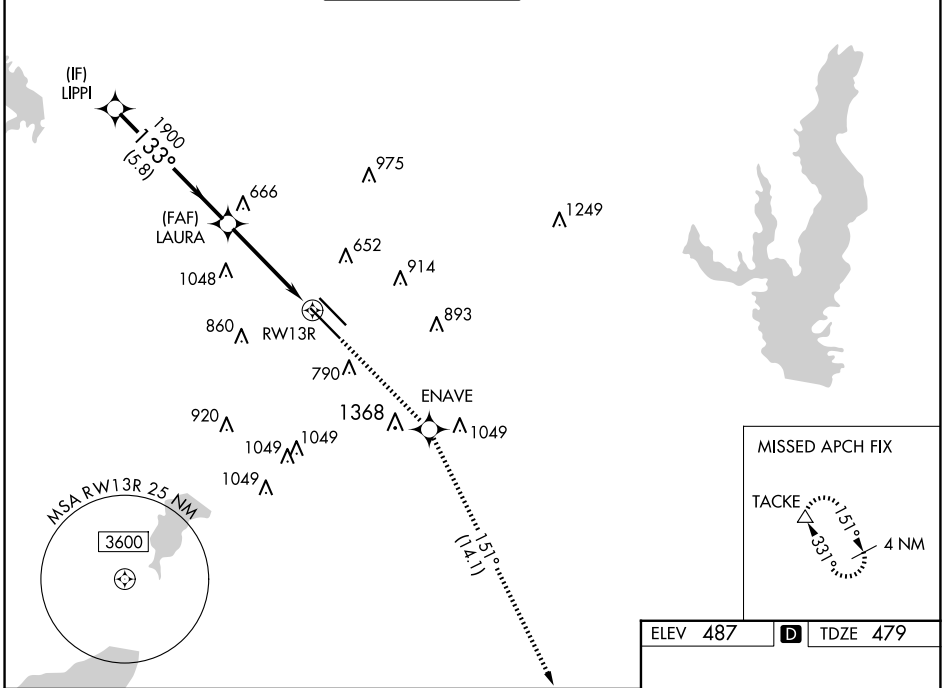 (IF)
LIPPI
1900
133°
(5.8)
975
666
1249
(FAF)
LAURA
652
1048
914
860
RW13R
893
790
ENAVE
1368
1049
920
1049
1049
1049
MISSED APCH FIX
MSA RW13R 25 NM
3600
TACKE
151°
4 NM
331°
151°
(14.1)
ELEV 487
D
TDZE 479